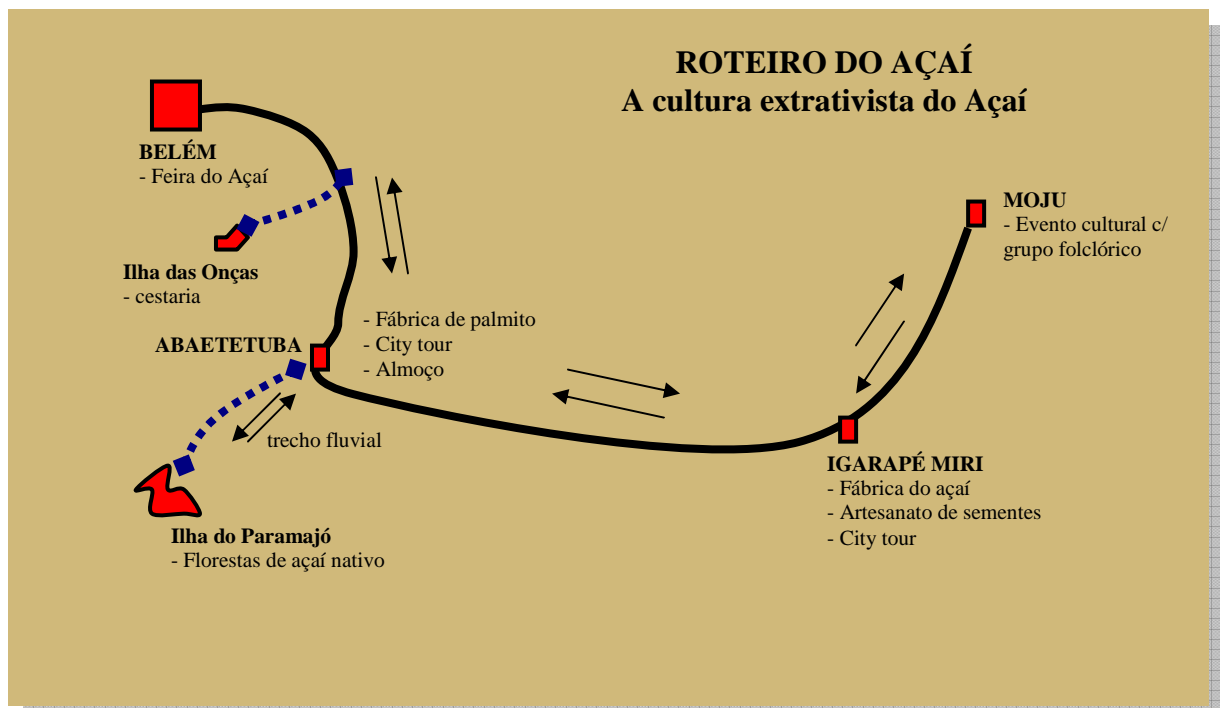 ROTEIRO DO AÇAÍ
A cultura extrativista do Açaí
BELÉM
- Feira do Açaí
Ilha das Onças
- cestaria
ABAETETUBA
- Fábrica de palmito
- City tour
- Almoço
trecho fluvial
Ilha do Paramajó
- Florestas de açaí nativo
MOJU
- Evento cultural c/
grupo folclórico
IGARAPÉ MIRI
- Fábrica do açaí
- Artesanato de sementes
- City tour